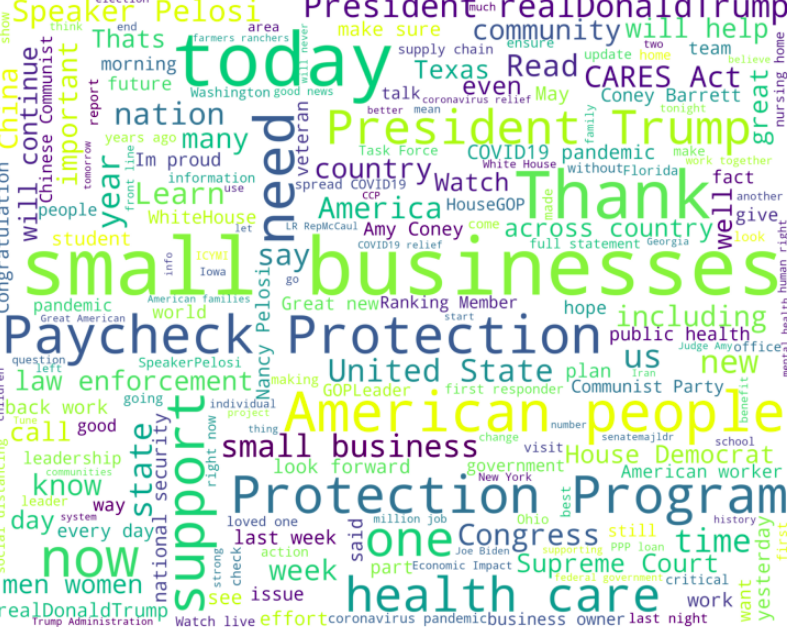 election
Speaker Pelosi
President
much
realDonaldTrump
show
think
end
area
make sure
community
will help
Thats
farmers ranchers
will never
supply chain
ensure
update
two
home
team
believe
nursing home
morning
today
Texas
Read
CARES Act
China
will continue
Chinese Communist
important
report
future
Washington
good news
talk
even
coronavirus relief
May
Coney Barrett
great
nation
need
veteran
better
mean
President Trump
tonight
family
years ago
many
Task Force
COVID19 pandemic
make
work together
tomorrow
year
front line
Im proud
country
White House
without
Florida
Congratulation
information
spread COVID19
CCP
Watch
Thank
fact
people
Learn
use
America
HouseGOP
made
well
another
give
WhiteHouse
LR RepMcCaul
Amy Coney
come
across country
look
student
let
COVID19 relief
full statement
Georgia
small businesses
info
ICYMI
Iowa
say
go
Nancy Pelosi
human right
mental health
pandemic
American families
world
Great new
Ranking Member
hope
including
Great American
Paycheck Protection
start
public health
question
left
SpeakerPelosi
United State
us
Judge Amy
office
new
plan
Iran
children
law enforcement
making
GOPLeader
first responder
Communist Party
benefit
back work
going
individual
project
American people
Tune
call
good
support
right now
thing
number
senatemajldr
school
state
national security
small business
change
visit
House Democrat
leadership
communities
look forward
government
American worker
know
New York
social distancing
leader
way
Protection Program
best
day
system
every day
loved one
million job
Ohio
history
now
last week
said
one
Congress
still
time
yesterday
first
strong
check
action
Joe Biden
supporting
PPP loan
men women
week
part
Economic Impact
Supreme Court
federal government
critical
want
see
issue
health care
work
realDonaldTrump
Trump Administration
Watch live
effort
coronavirus pandemic
business owner
last night